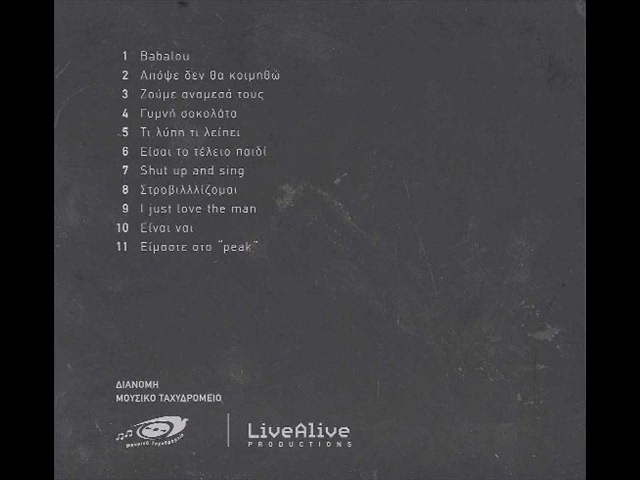 1 Babalou
2 Απόψε δεν θα κοιμηθώ
3 Ζούμε αναμεσά τους
4 Γυμνή σοκολάτα
5 Τι λύπη τι λείπει
6 Είσαι το τέλειο παιδί
7 Shut up and sing
8 Στροβιλλλίζομαι
9 I just love the man
10 Είναι ναι
11 Είμαστε στο "peak"
ΔΙΑΝΟΜΗ
ΜΟΥΣΙΚΟ ΤΑΧΥΔΡΟΜΕΙΟ
Μουσικό Ταχυδρομείο
LiveAlive
PRODUCTIONS